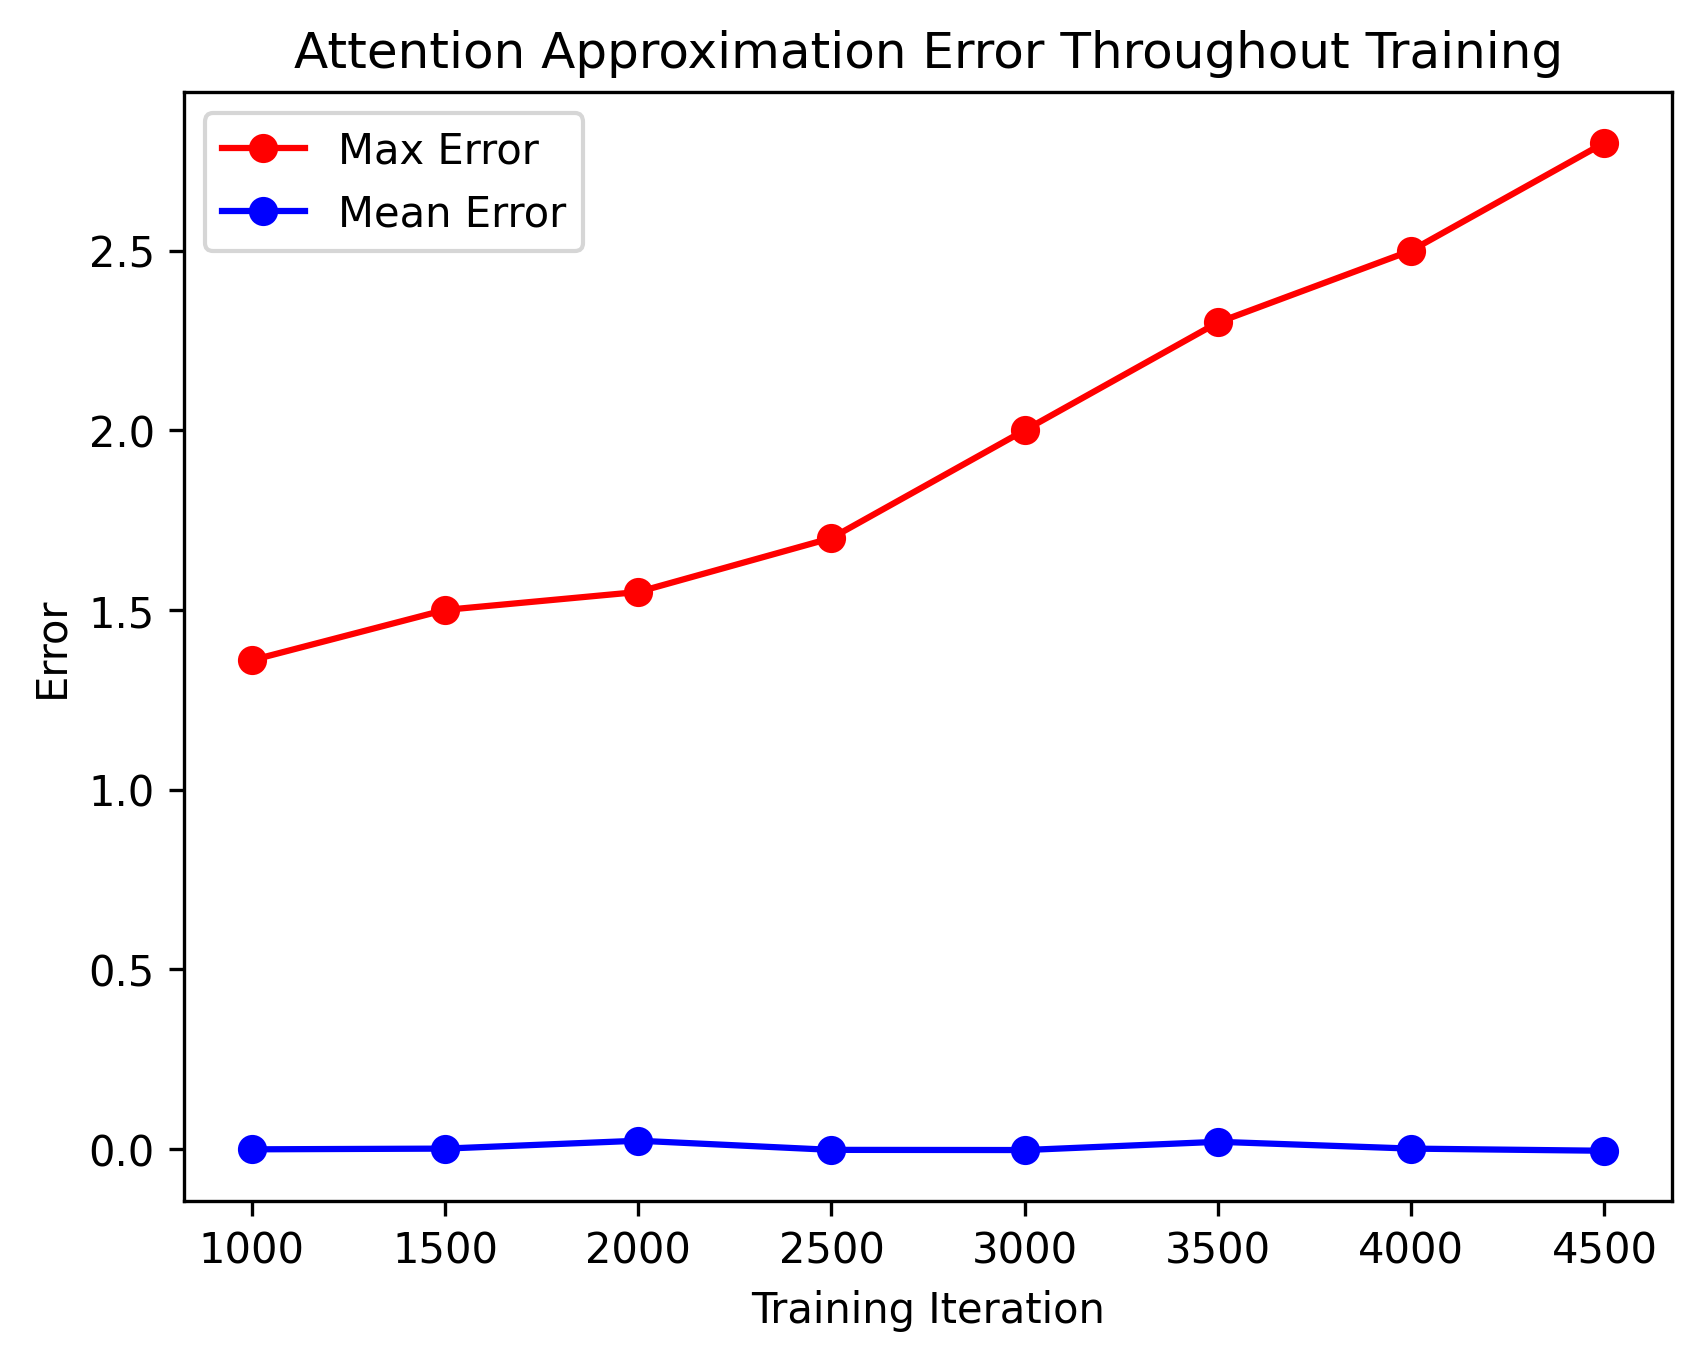 Attention Approximation Error Throughout Training
Max Error
Mean Error
Error
2.5
2.0
1.5
1.0
0.5
0.0
1000 1500 2000 2500 3000 3500 4000 4500
Training Iteration